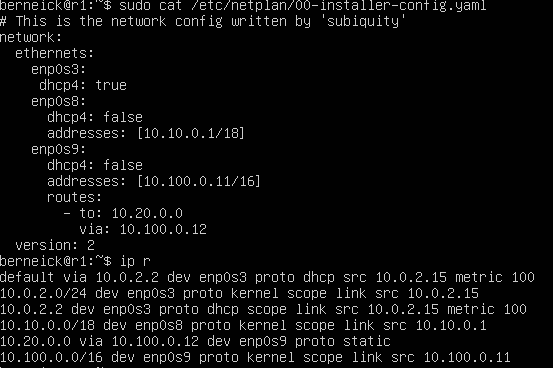 berneick@r1:~$ sudo cat /etc/netplan/00-installer-config.yaml
# This is the network config written by 'subiquity'
network:
  ethernets:
    enp0s3:
     dhcp4: true
    enp0s8:
      dhcp4: false
      addresses: [10.10.0.1/18]
    enp0s9:
      dhcp4: false
      addresses: [10.100.0.11/16]
      routes:
        - to: 10.20.0.0
          via: 10.100.0.12
  version: 2
berneick@r1:~$ ip r
default via 10.0.2.2 dev enp0s3 proto dhcp src 10.0.2.15 metric 100
10.0.2.0/24 dev enp0s3 proto kernel scope link src 10.0.2.15
10.0.2.2 dev enp0s3 proto dhcp scope link src 10.0.2.15 metric 100
10.10.0.0/18 dev enp0s8 proto kernel scope link src 10.10.0.1
10.20.0.0 via 10.100.0.12 dev enp0s9 proto static
10.100.0.0/16 dev enp0s9 proto kernel scope link src 10.100.0.11